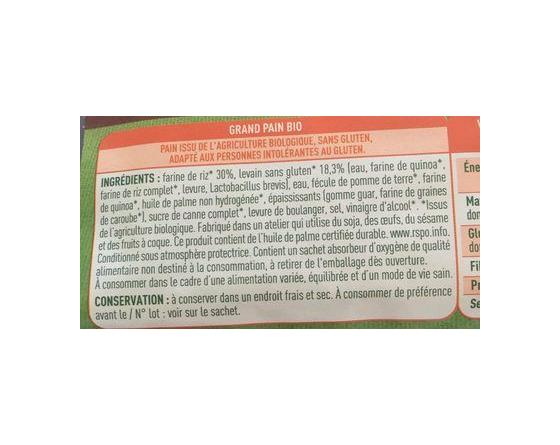 GRAND PAIN BIO
PAIN ISSU DE L'AGRICULTURE BIOLOGIQUE, SANS GLUTEN,
ADAPTÉ AUX PERSONNES INTOLÉRANTES AU GLUTEN.
INGRÉDIENTS : farine de riz* 30%, levain sans gluten* 18,3% (eau, farine de quinoa*,
farine de riz complet*, levure, Lactobacillus brevis), eau, fécule de pomme de terre*, farine
de quinoa*, huile de palme non hydrogénée*, épaississants (gomme guar, farine de graines
de caroube*), sucre de canne complet*, levure de boulanger, sel, vinaigre d'alcool*. *Issus
de l'agriculture biologique. Fabriqué dans un atelier qui utilise du soja, des œufs, du sésame
et des fruits à coque. Ce produit contient de l'huile de palme certifiée durable. www.rspo.info.
Conditionné sous atmosphère protectrice. Contient un sachet absorbeur d'oxygène de qualité
alimentaire non destiné à la consommation, à retirer de l'emballage dès ouverture.
À consommer dans le cadre d'une alimentation variée, équilibrée et d'un mode de vie sain.
CONSERVATION : à conserver dans un endroit frais et sec. À consommer de préférence
avant le / N° lot : voir sur le sachet.
Éne
Ma
don
Glu
do
Fi
Pr
Se